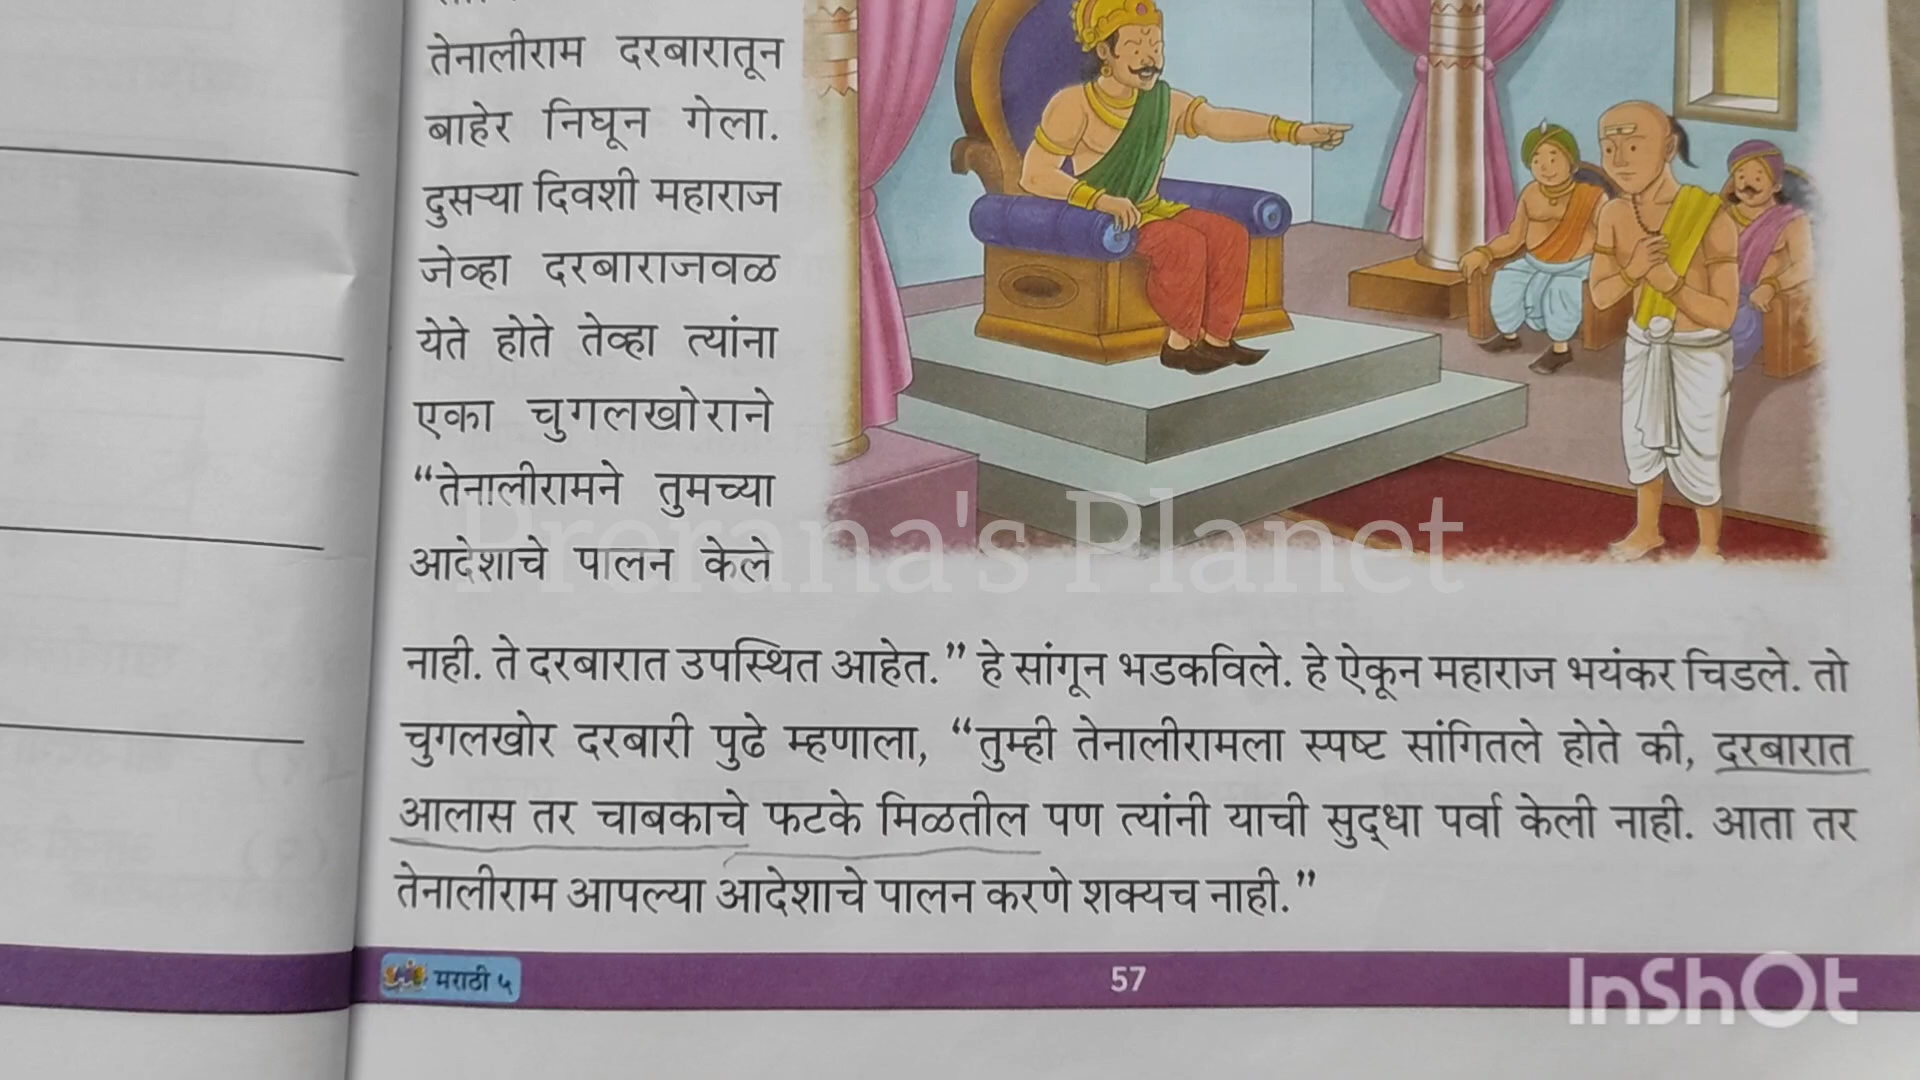 तेनालीराम दरबारातून
बाहेर निघून गेला.
दुसऱ्या दिवशी महाराज
जेव्हा दरबाराजवळ
येते होते तेव्हा त्यांना
एका चुगलखोराने
“तेनालीरामने तुमच्या
आदेशाचे पालन केले
Prerana's Planet
नाही. ते दरबारात उपस्थित आहेत.” हे सांगून भडकविले. हे ऐकून महाराज भयंकर चिडले. तो
चुगलखोर दरबारी पुढे म्हणाला, “तुम्ही तेनालीरामला स्पष्ट सांगितले होते की, दरबारात
आलास तर चाबकाचे फटके मिळतील पण त्यांनी याची सुद्धा पर्वा केली नाही. आता तर
तेनालीराम आपल्या आदेशाचे पालन करणे शक्यच नाही.”
मराठी ५
57
InShOt